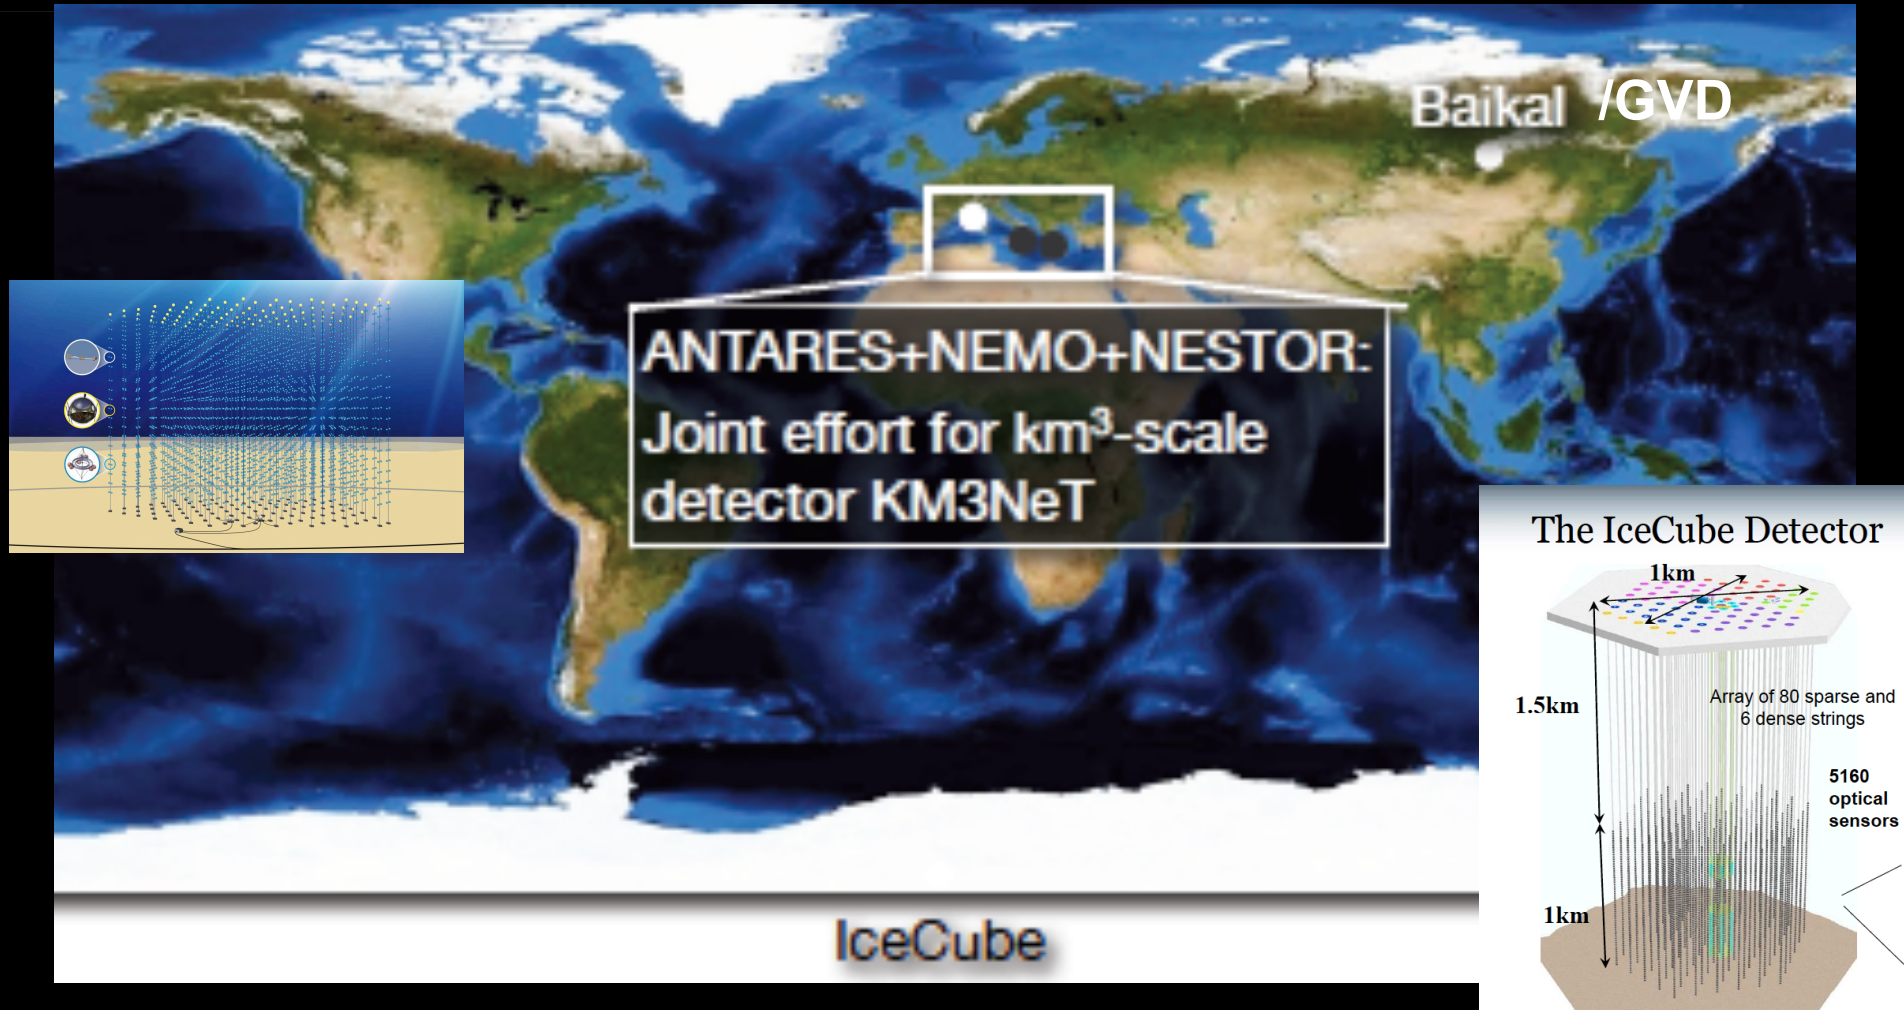 Baikal /GVD
ANTARES+NEMO+NESTOR:
Joint effort for km³-scale
detector KM3NeT
The IceCube Detector
1km
1.5km
Array of 80 sparse and
6 dense strings
5160
optical
sensors
1km
IceCube